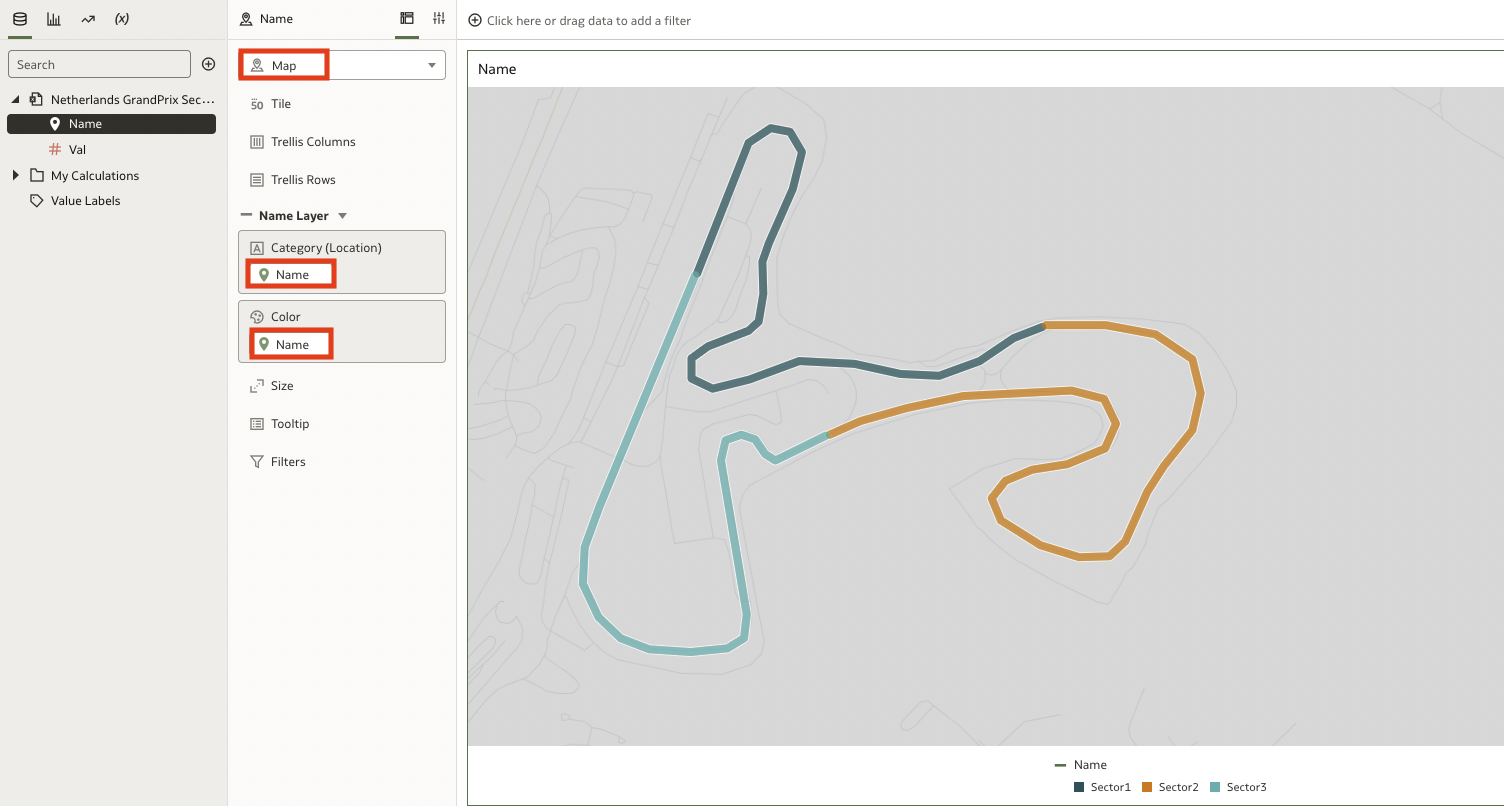 (x)
Search
Netherlands GrandPrix Sec...
Name
# Val
My Calculations
Value Labels
Name
Map
50 Tile
Trellis Columns
Trellis Rows
Name Layer
A Category (Location)
Name
Color
Name
Size
Tooltip
Filters
Click here or drag data to add a filter
Name
Name
Sector1 Sector2 Sector3